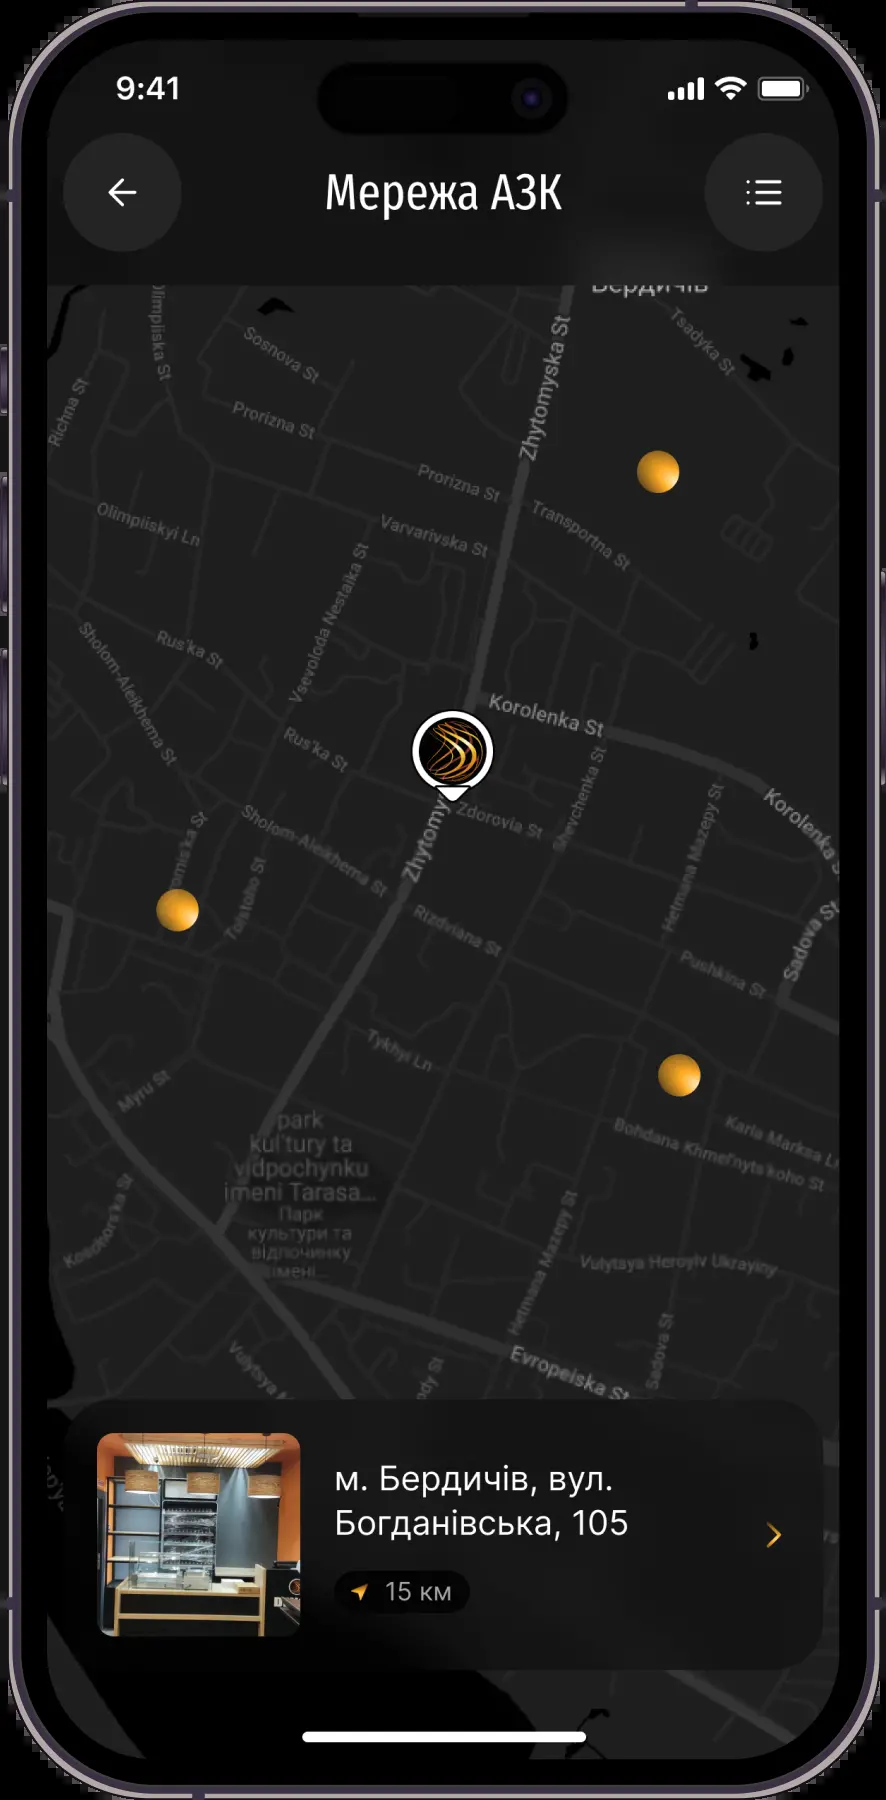 9:41
Мережа АЗК
Бердичів
Olimpiiska St
Tsadyka St
Sosnova St
Zhytomyska St
Richna St
Prorizna St
Prorizna St
Transportna St
Olimpiiskyi Ln
Varvarivska St
Vsevoloda Nestaika St
Sholom-Aleikhema St
Rus'ka St
Korolenka St
Rus'ka St
Shevchenka St
Korolenka S
Zdorovia St
Hetmana Mazepy St
Zhytomy
Sholom-Aleikhema St
Tolstoho St
Rizdviana St
Sadova St
Pushkina St
Tykhyi Ln
Myru St
park
kul'tury ta
vidpochynku
imeni Tarasa...
Парк
культури та
відпочинку
імені...
Karla Marksa Ln
Bohdana Khmel'nyts'koho St
Hetmana Mazepy St
Vulytsya Heroyiv Ukrayiny
Sadova St
Evropeiska St
Vulytsya
ody St
м. Бердичів, вул.
Богданівська, 105
15 км